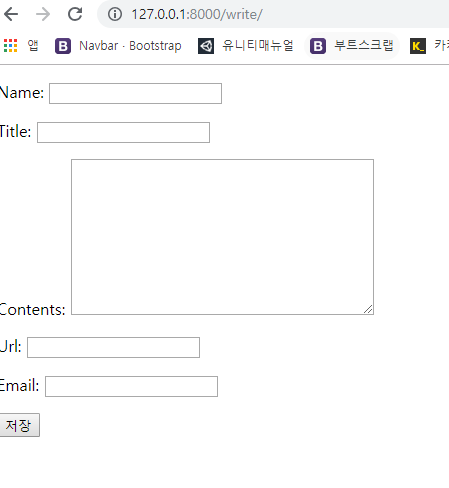 127.0.0.1:8000/write/
앱 Navbar · Bootstrap 유니티매뉴얼 부트스크랩 K_
Name:
Title:
Contents:
Url:
Email:
저장